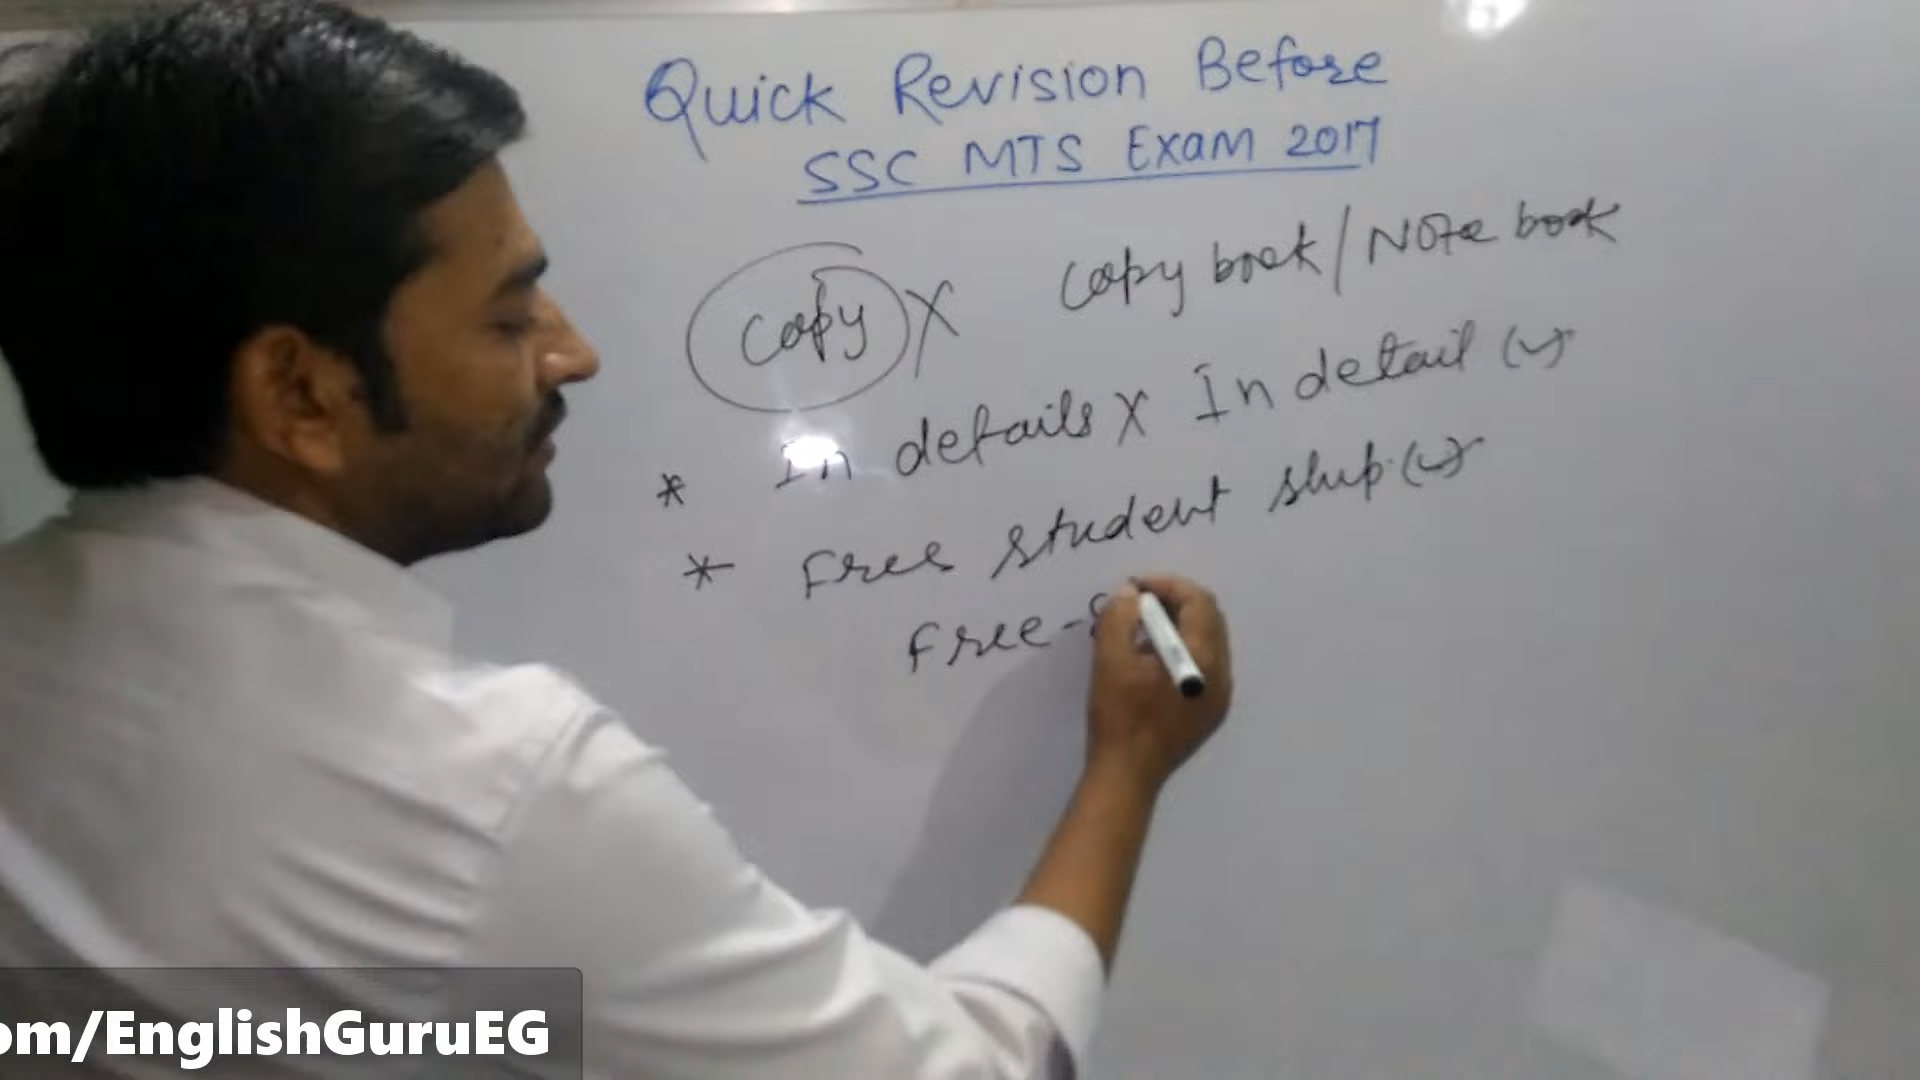 Quick Revision Before
SSC MTS Exam 2017
Copy X Copy book / Note book
* In details X In detail (✓)
* Free student ship (✓)
Free-S
om/EnglishGuruEG